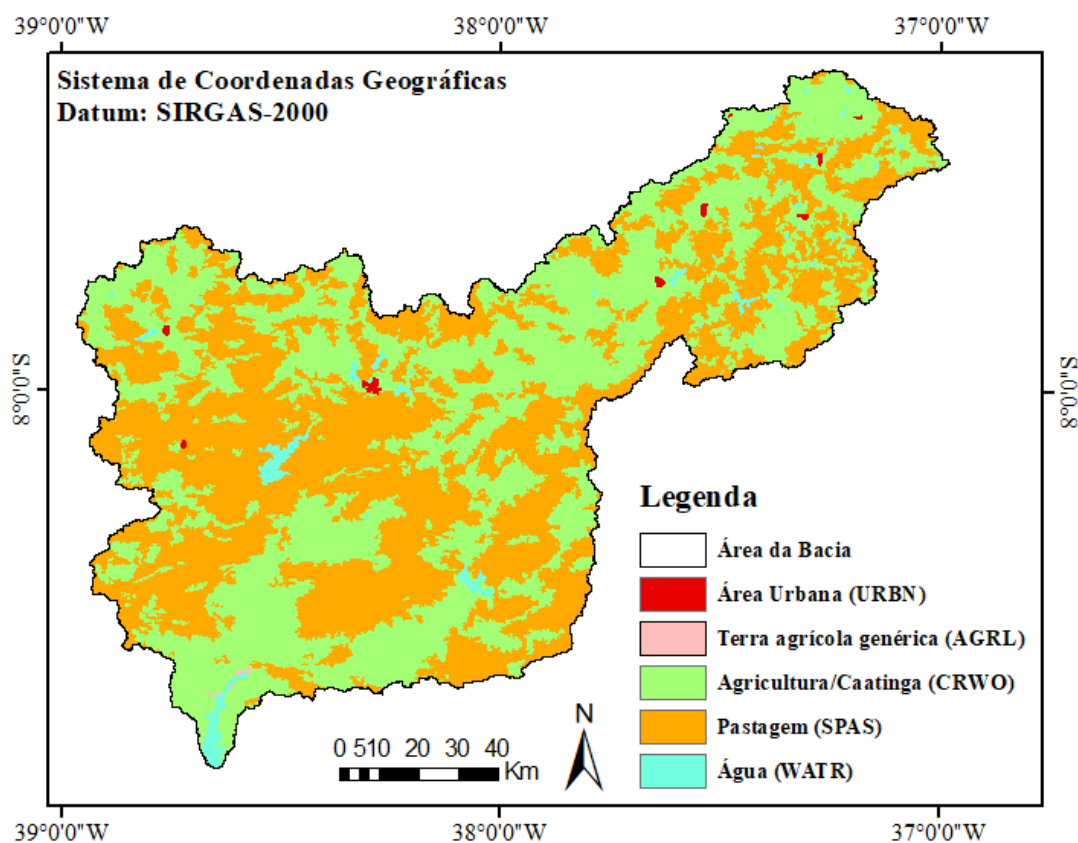 39°0'0"W 38°0'0"W 37°0'0"W
Sistema de Coordenadas Geográficas
Datum: SIRGAS-2000
8°0'0"S 8°0'0"S
Legenda
Área da Bacia
Área Urbana (URBN)
Terra agrícola genérica (AGRL)
Agricultura/Caatinga (CRWO)
Pastagem (SPAS)
Água (WATR)
N
0 510 20 30 40
Km
39°0'0"W 38°0'0"W 37°0'0"W